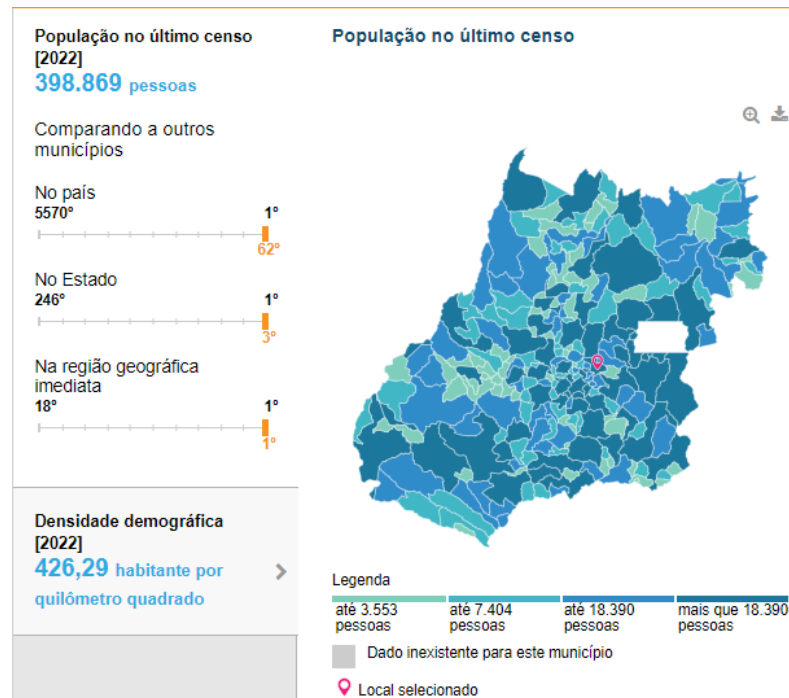 População no último censo
[2022]
398.869 pessoas
Comparando a outros
municípios
No país
5570° 1°
62°
No Estado
246° 1°
3°
Na região geográfica
imediata
18° 1°
1°
Densidade demográfica
[2022]
426,29 habitante por
quilômetro quadrado
População no último censo
Legenda
até 3.553 pessoas
até 7.404 pessoas
até 18.390 pessoas
mais que 18.390 pessoas
Dado inexistente para este município
Local selecionado